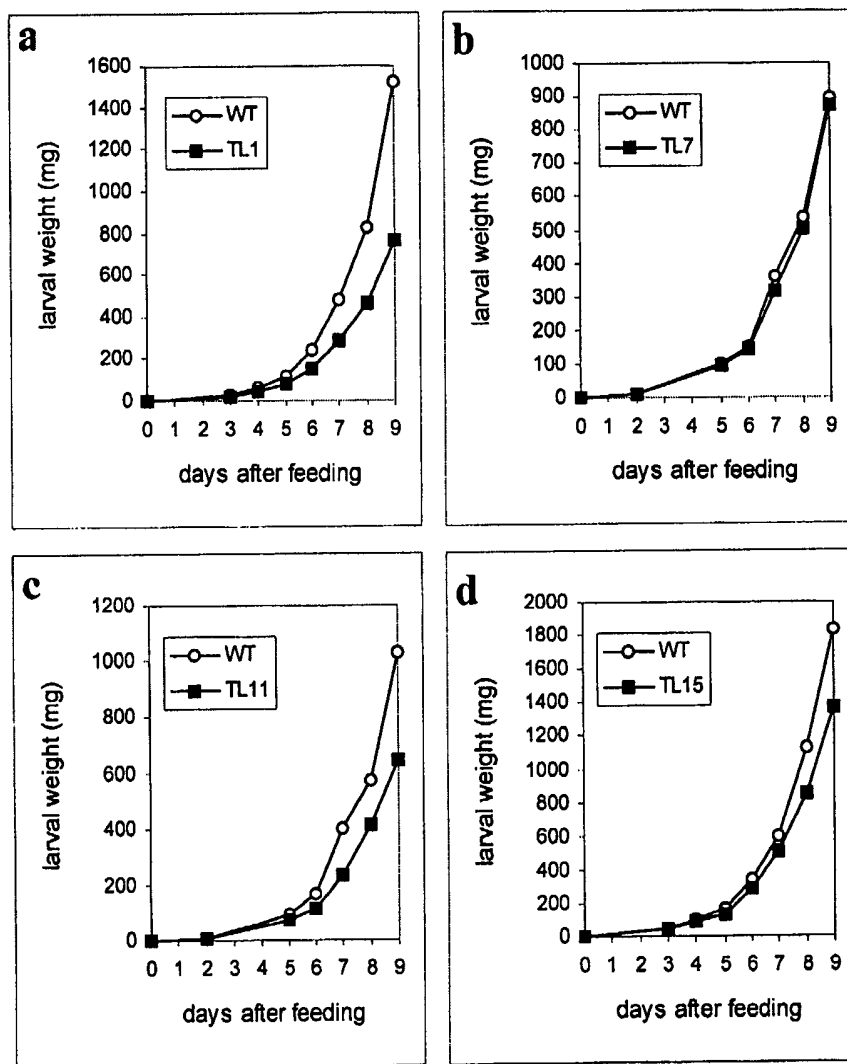 a
1600
1400
1200
1000
800
600
400
200
0
larval weight (mg)
WT
TL1
0 1 2 3 4 5 6 7 8 9
days after feeding
b
1000
900
800
700
600
500
400
300
200
100
0
larval weight (mg)
WT
TL7
0 1 2 3 4 5 6 7 8 9
days after feeding
c
1200
1000
800
600
400
200
0
larval weight (mg)
WT
TL11
0 1 2 3 4 5 6 7 8 9
days after feeding
d
2000
1800
1600
1400
1200
1000
800
600
400
200
0
larval weight (mg)
WT
TL15
0 1 2 3 4 5 6 7 8 9
days after feeding